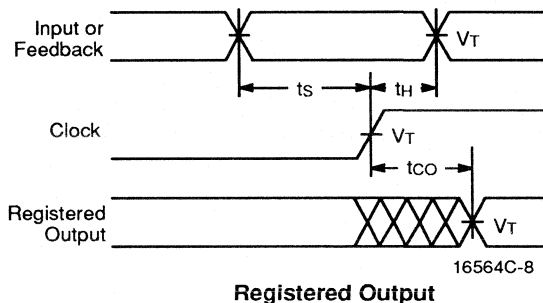 Input or
Feedback
VT
tS
tH
Clock
VT
tCO
Registered
Output
VT
16564C-8
Registered Output